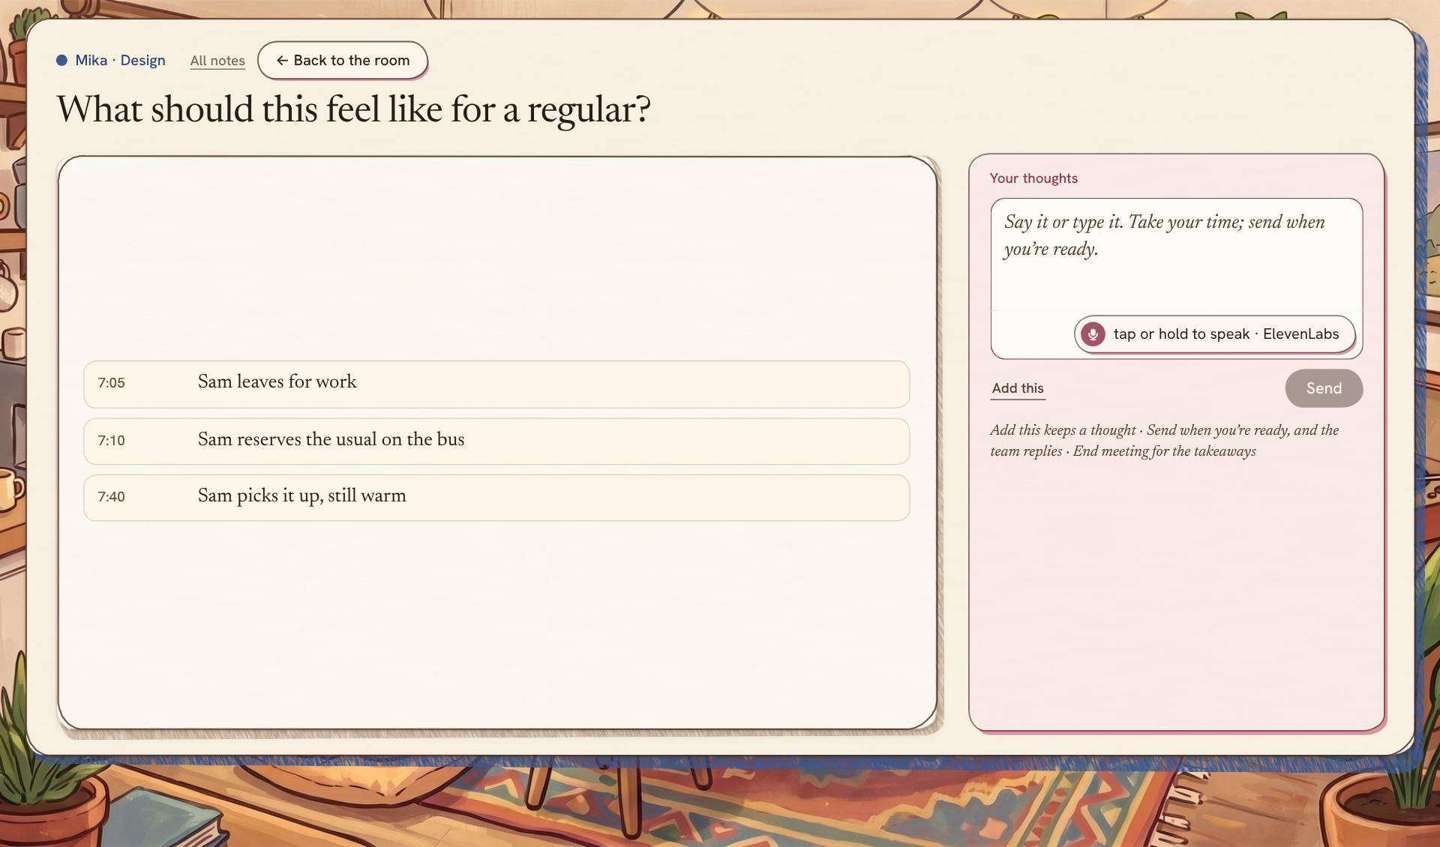 Mika · Design
All notes
← Back to the room
What should this feel like for a regular?
7:05 Sam leaves for work
7:10 Sam reserves the usual on the bus
7:40 Sam picks it up, still warm
Your thoughts
Say it or type it. Take your time; send when
you’re ready.
tap or hold to speak · ElevenLabs
Add this
Send
Add this keeps a thought · Send when you’re ready, and the
team replies · End meeting for the takeaways